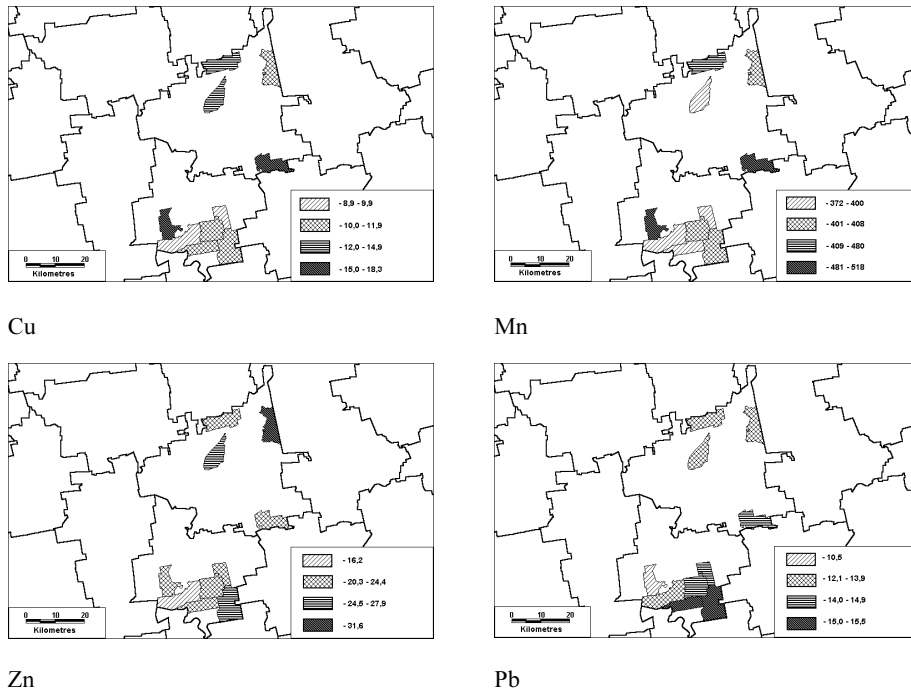 - 8,9 - 9,9
- 10,0 - 11,9
- 12,0 - 14,9
- 15,0 - 18,3
0 10 20
Kilometres
Cu
- 372 - 400
- 401 - 408
- 409 - 480
- 481 - 518
0 10 20
Kilometres
Mn
- 16,2
- 20,3 - 24,4
- 24,5 - 27,9
- 31,6
0 10 20
Kilometres
Zn
- 10,5
- 12,1 - 13,9
- 14,0 - 14,9
- 15,0 - 15,5
0 10 20
Kilometres
Pb